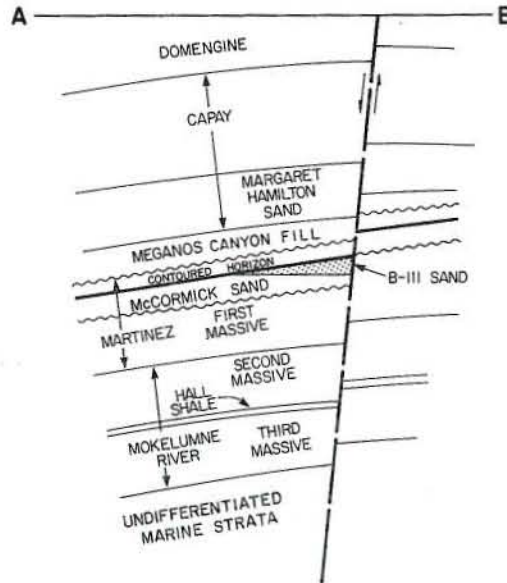 A
B
DOMENGINE
CAPAY
MARGARET
HAMILTON
SAND
MEGANOS CANYON FILL
CONTOURED HORIZON
B-III SAND
McCORMICK SAND
FIRST
MASSIVE
MARTINEZ
SECOND
MASSIVE
HALL
SHALE
MOKELUMNE
RIVER
THIRD
MASSIVE
UNDIFFERENTIATED
MARINE STRATA